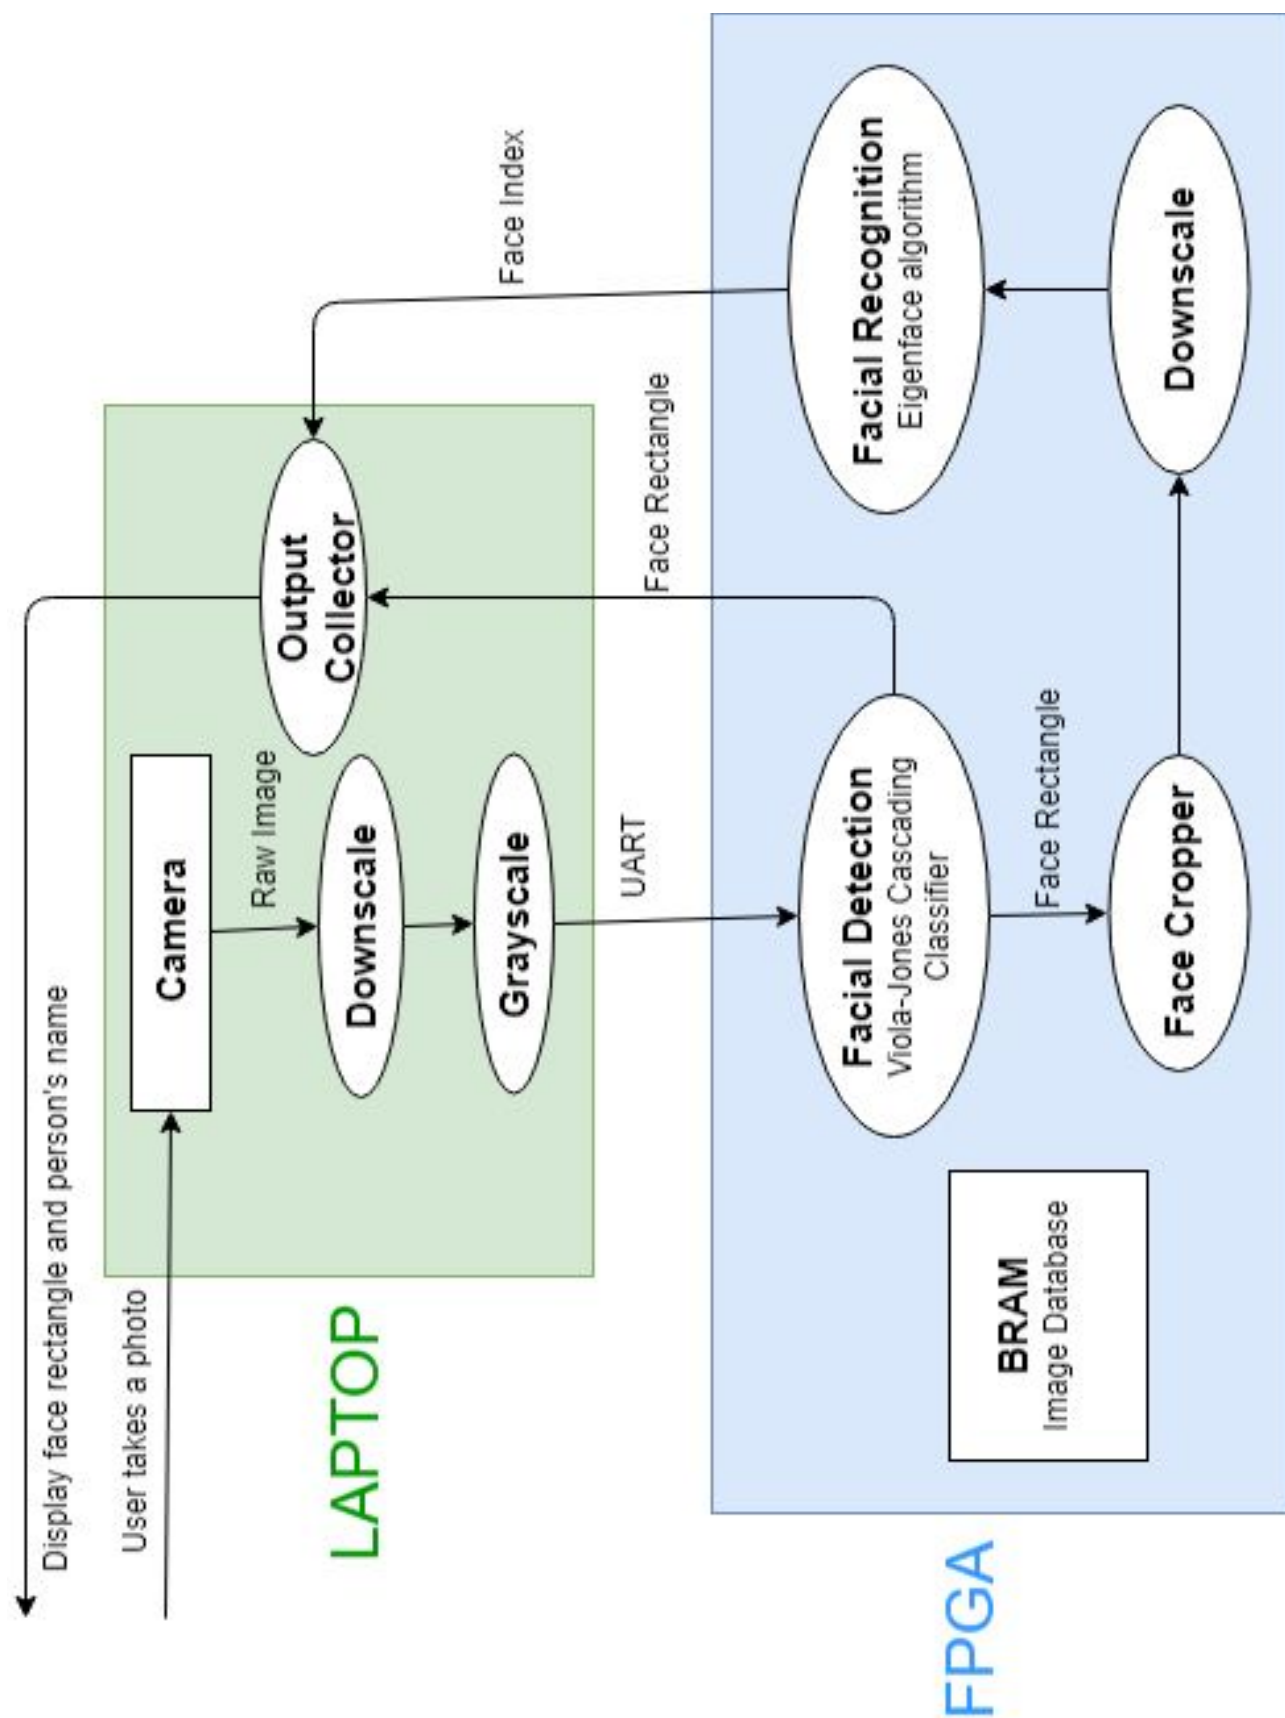 Display face rectangle and person's name
User takes a photo
LAPTOP
Camera
Raw Image
Downscale
Grayscale
Output
Collector
UART
Face Rectangle
Face Index
FPGA
BRAM
Image Database
Facial Detection
Viola-Jones Cascading
Classifier
Face Rectangle
Face Cropper
Downscale
Facial Recognition
Eigenface algorithm